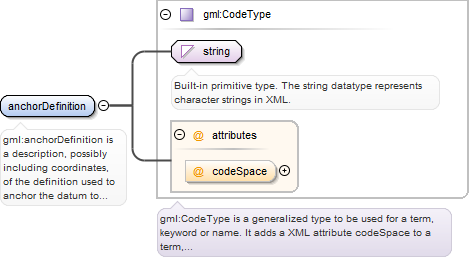 gml:CodeType
string
Built-in primitive type. The string datatype represents
character strings in XML.
anchorDefinition
gml:anchorDefinition is
a description, possibly
including coordinates,
of the definition used to
anchor the datum to...
@ attributes
@ codeSpace
gml:CodeType is a generalized type to be used for a term,
keyword or name. It adds a XML attribute codeSpace to a
term,...